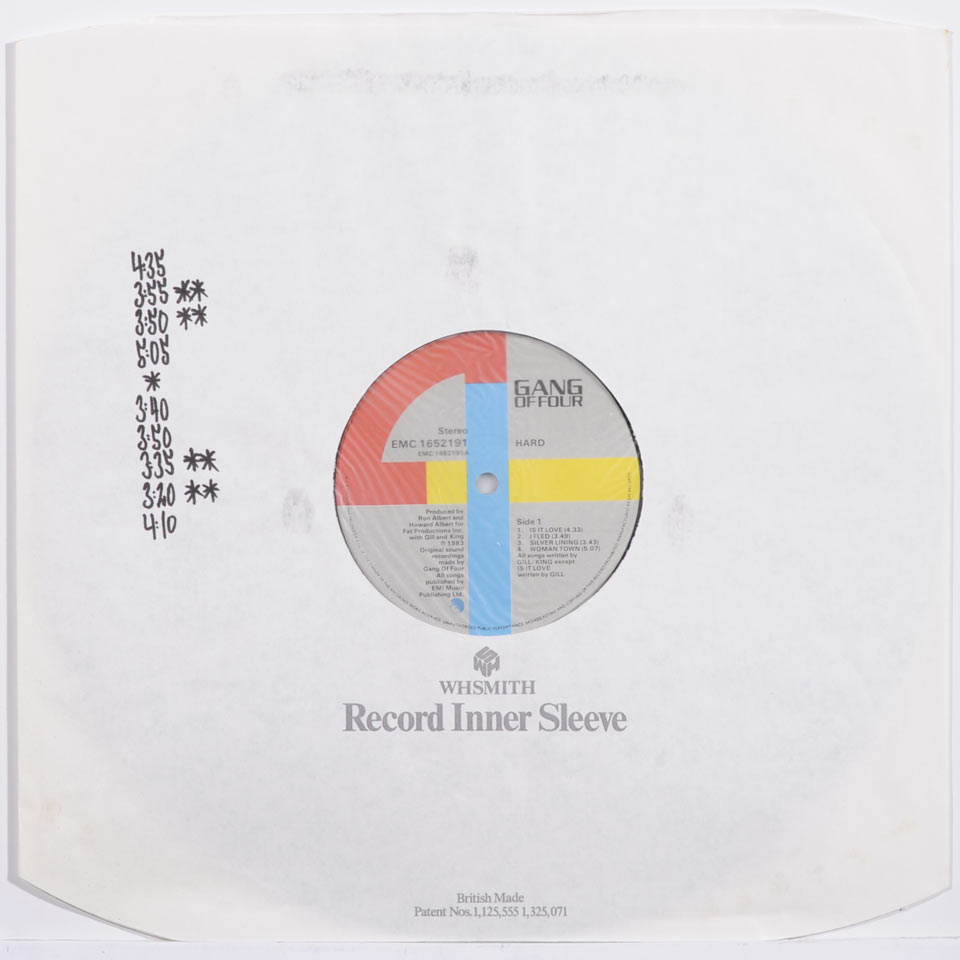 4:35
3:55 **
3:50 **
5:05
*
3:40
3:50
3:35 **
3:20 **
4:10
GANG
OF FOUR
Stereo
EMC 1652191
EMC 1652191A
HARD
Produced by
Ron Albert and
Howard Albert for
Fat Productions Inc.
with Gill and King
℗ 1983
Original sound
recordings
made by
Gang Of Four
All songs
published by
EMI Music
Publishing Ltd.
Side 1
1. IS IT LOVE (4.33)
2. I FLED (3.49)
3. SILVER LINING (3.43)
4. WOMAN TOWN (5.07)
All songs written by
GILL/KING except
IS IT LOVE
written by GILL
WHSMITH
Record Inner Sleeve
British Made
Patent Nos. 1,125,555 1,325,071